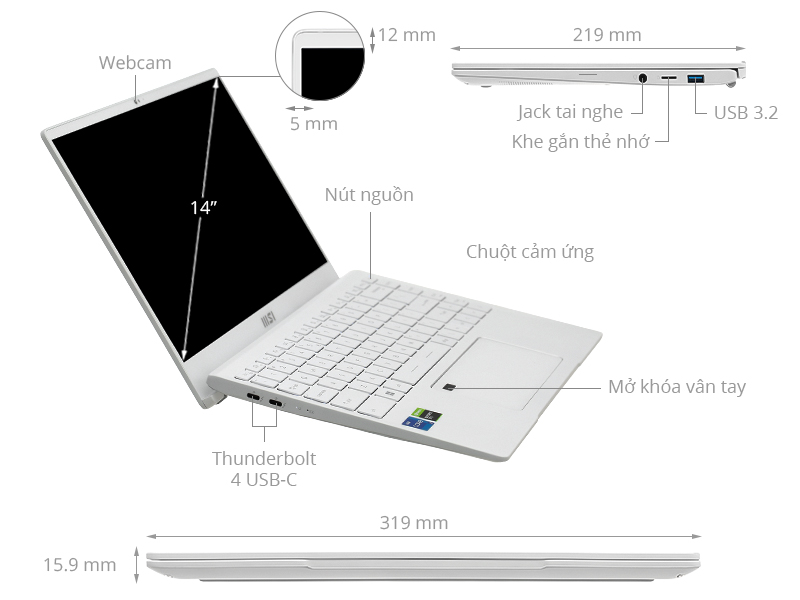 12 mm
219 mm
Webcam
5 mm
Jack tai nghe
USB 3.2
Khe gắn thẻ nhớ
14”
Nút nguồn
Chuột cảm ứng
msi
Mở khóa vân tay
Thunderbolt
4 USB-C
319 mm
15.9 mm